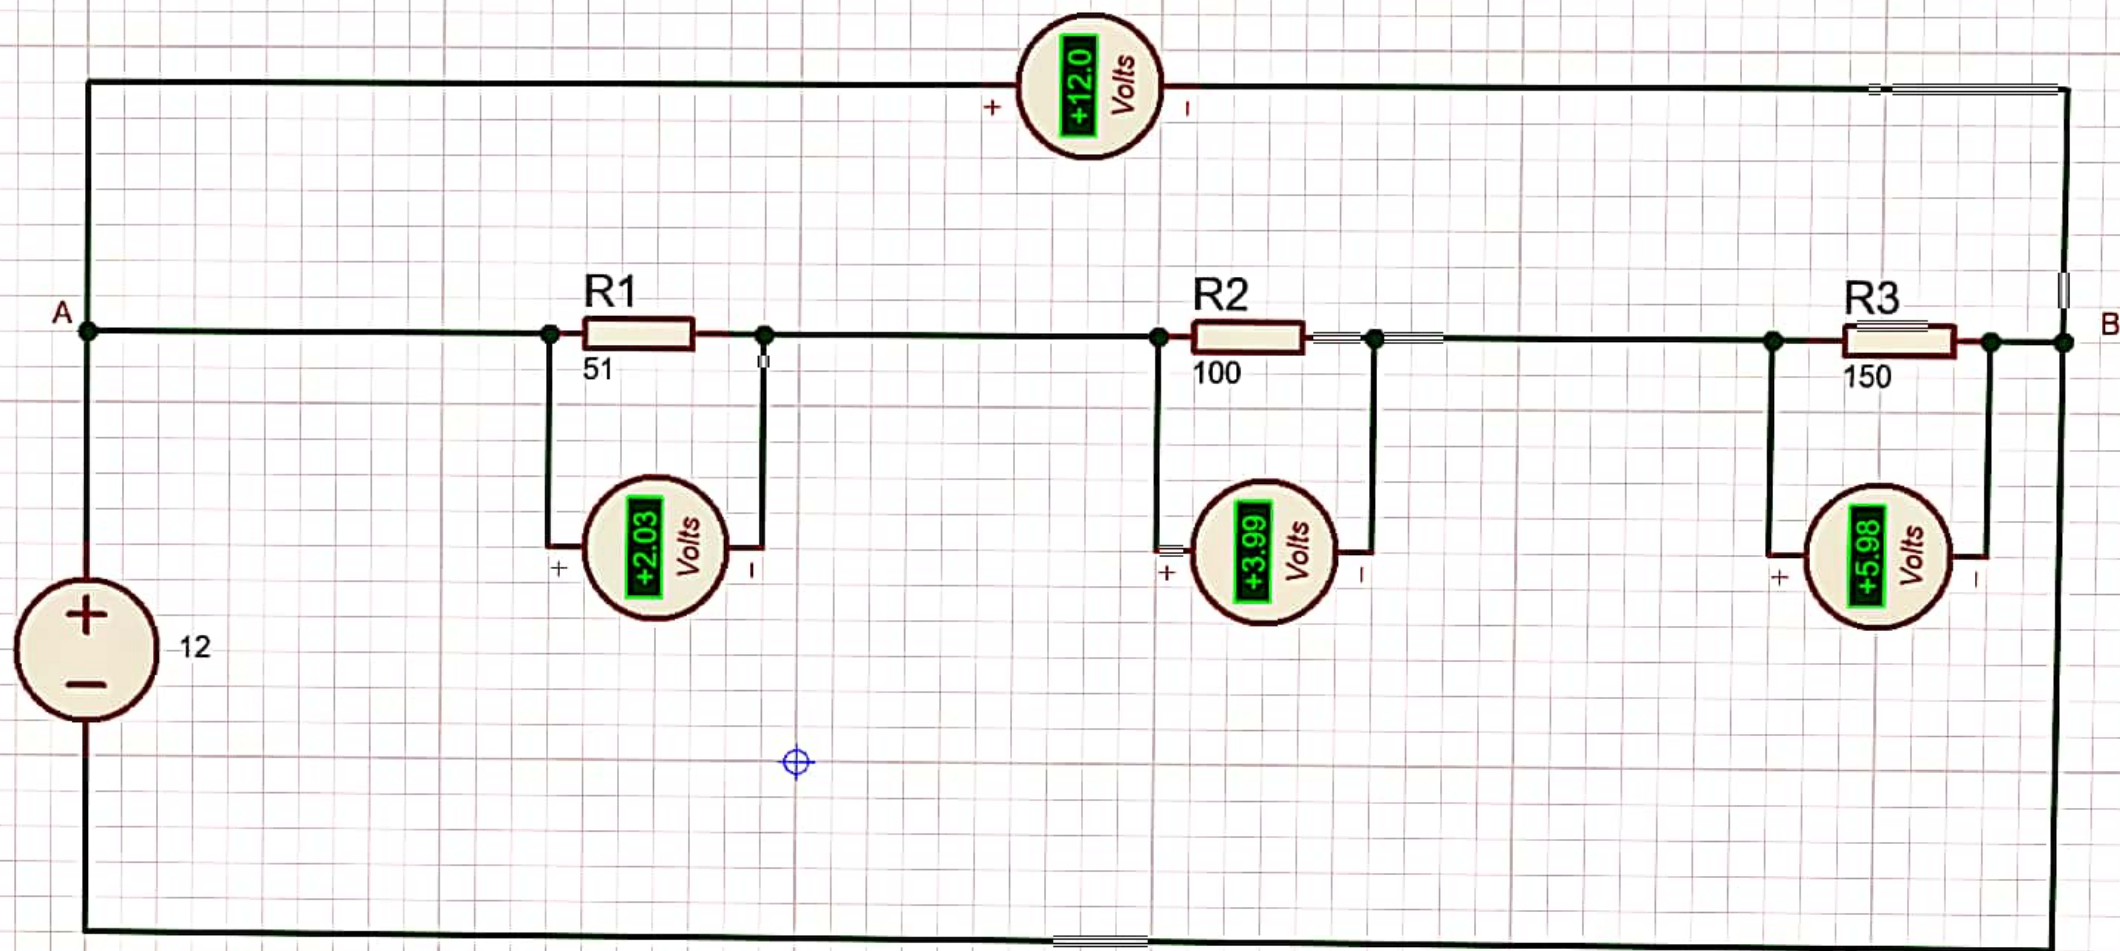 +12.0
Volts
+
-
A
R1
51
R2
100
R3
150
B
+2.03
Volts
+
-
+3.99
Volts
+
-
+5.98
Volts
+
-
+
-
12